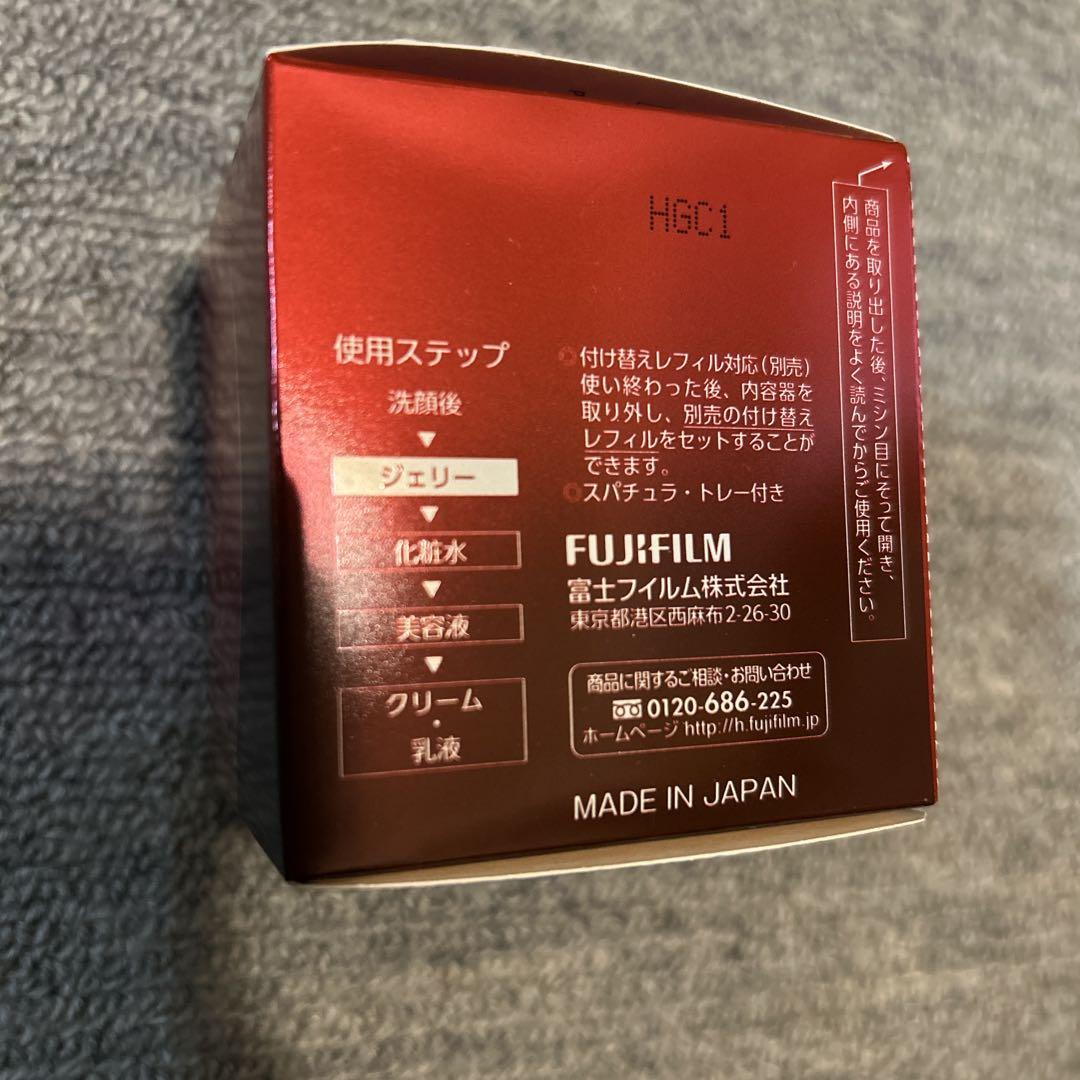 HGC1
使用ステップ
洗顔後
▼
ジェリー
▼
化粧水
▼
美容液
▼
クリーム
・
乳液
付け替えレフィル対応(別売)
使い終わった後、内容器を
取り外し、別売の付け替え
レフィルをセットすることが
できます。
スパチュラ・トレー付き
FUJIFILM
富士フイルム株式会社
東京都港区西麻布2-26-30
商品に関するご相談・お問い合わせ
0120-686-225
ホームページ http://h.fujifilm.jp
MADE IN JAPAN
商品を取り出した後、ミシン目にそって開き、
内側にある説明をよく読んでからご使用ください。